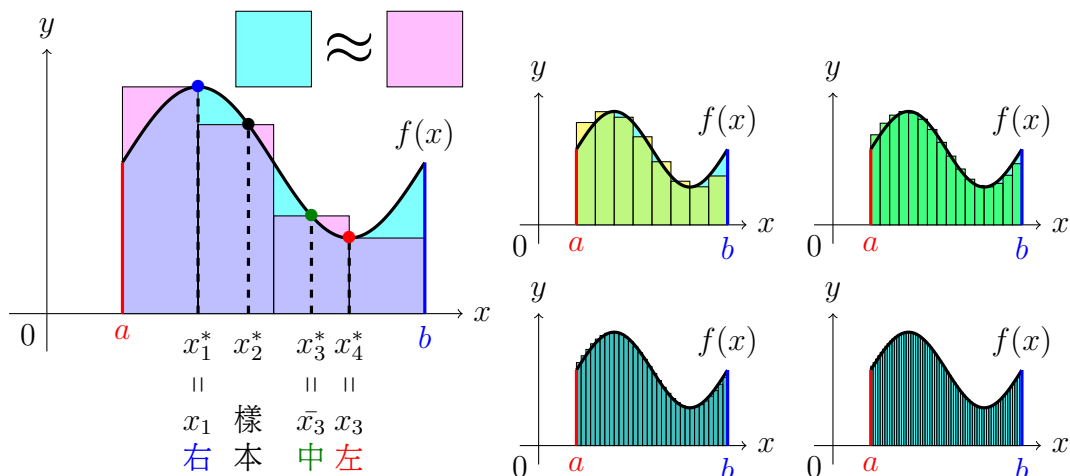 y
≈
f(x)
x
0
a
b
x₁* x₂* x₃* x₄*
= = =
x₁ 樣 x̄₃ x₃
右 本 中 左
y
f(x)
x
0
a
b
y
f(x)
x
0
a
b
y
f(x)
x
0
a
b
y
f(x)
x
0
a
b